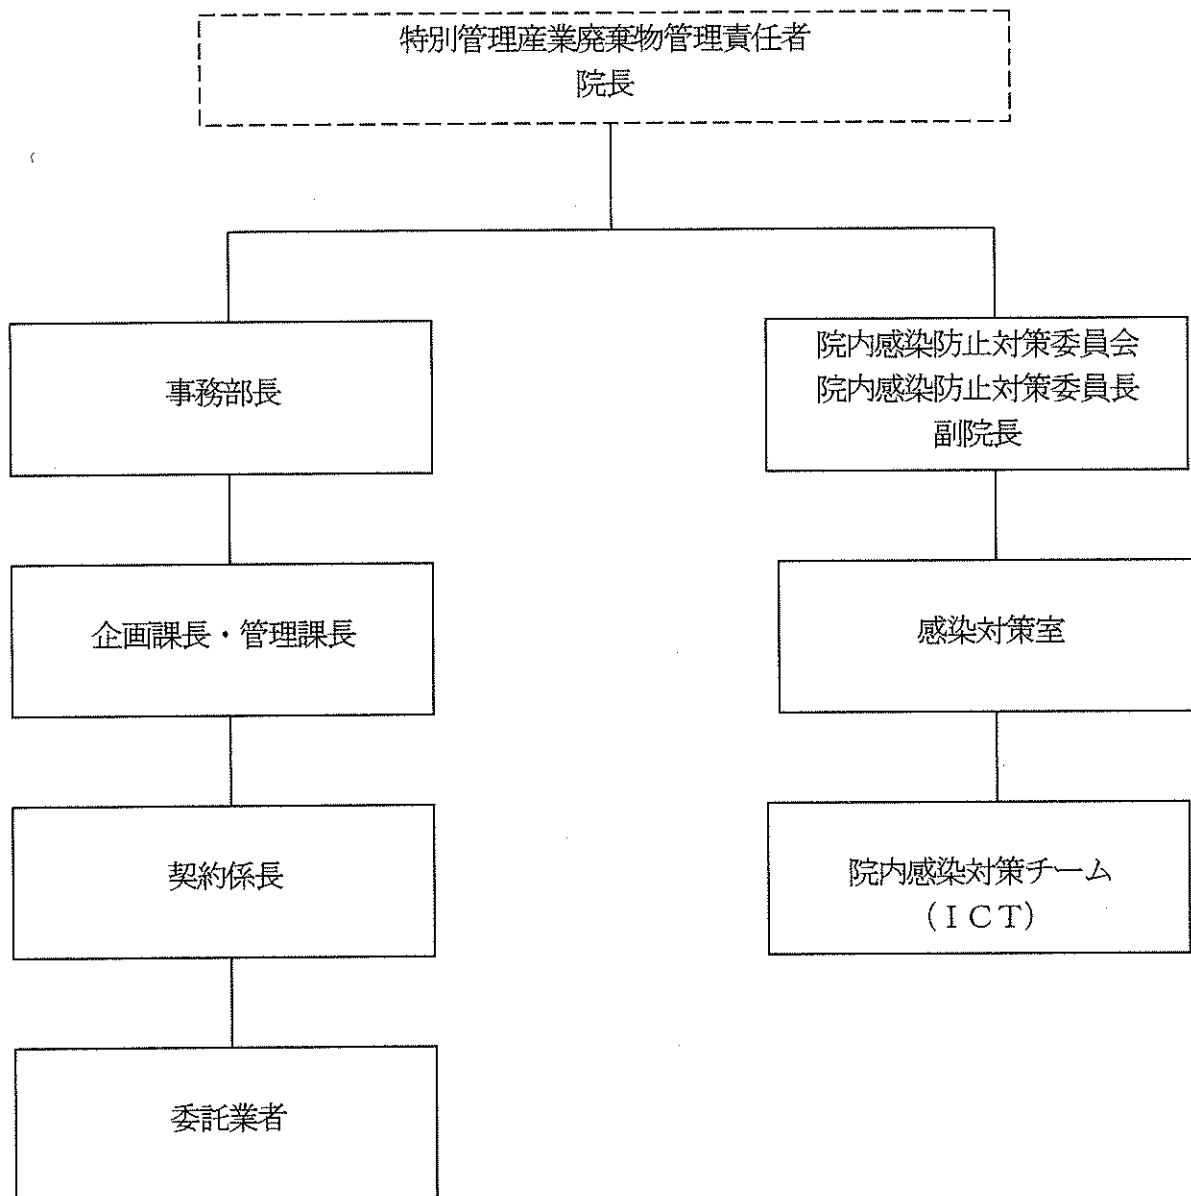 特別管理産業廃棄物管理責任者
院長
事務部長
院内感染防止対策委員会
院内感染防止対策委員長
副院長
企画課長・管理課長
感染対策室
契約係長
院内感染対策チーム
（ＩＣＴ）
委託業者